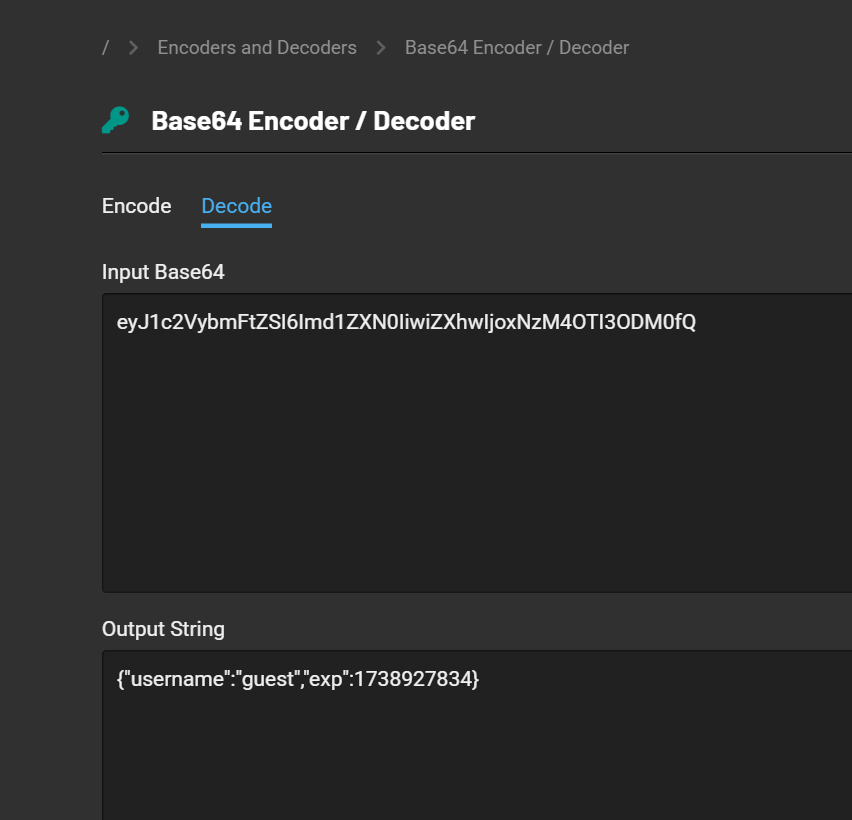 / > Encoders and Decoders > Base64 Encoder / Decoder
Base64 Encoder / Decoder
Encode Decode
Input Base64
eyJ1c2VybmFtZSI6Imd1ZXN0IiwiZXhwIjoxNzM4OTI3ODM0fQ
Output String
{"username":"guest","exp":1738927834}